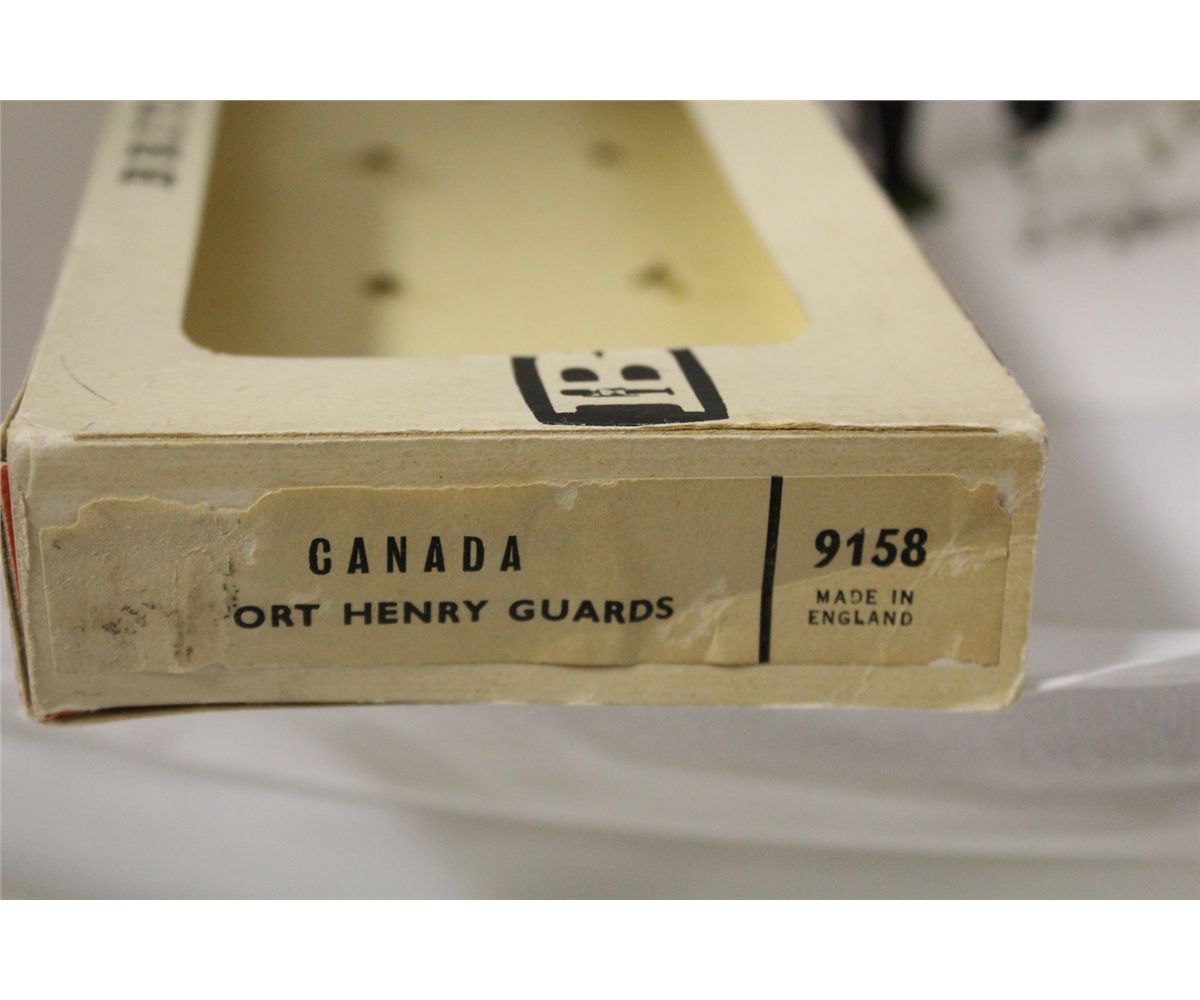 CANADA
ORT HENRY GUARDS
9158
MADE IN
ENGLAND
B